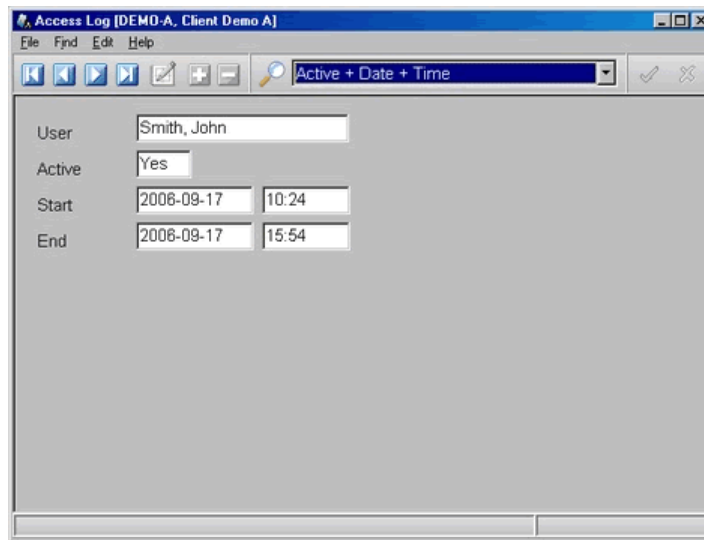 Access Log [DEMO-A, Client Demo A]
File Find Edit Help
Active + Date + Time
User Smith, John
Active Yes
Start 2006-09-17 10:24
End 2006-09-17 15:54